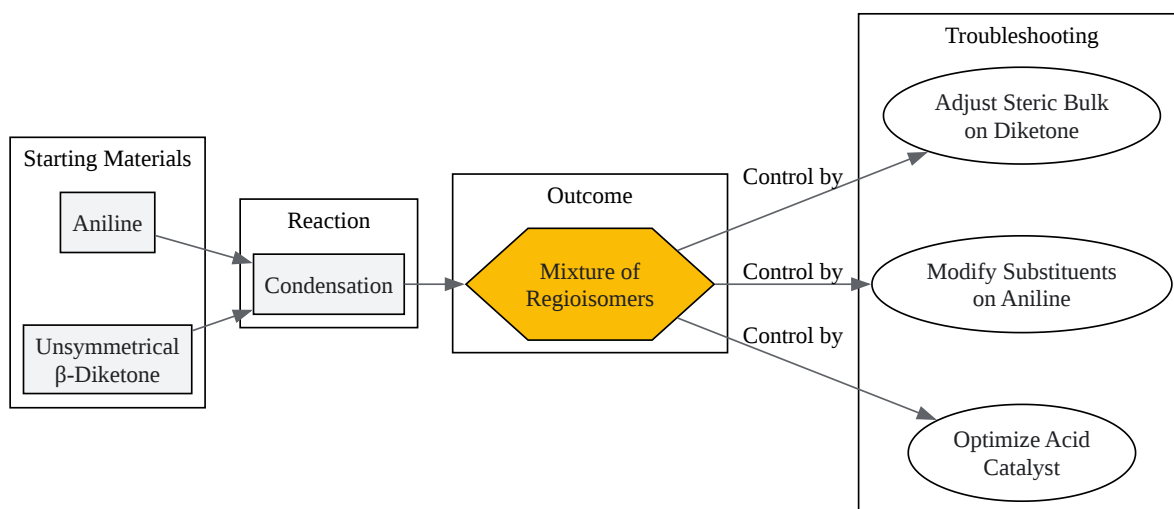 Starting Materials
Aniline
Unsymmetrical
β-Diketone
Reaction
Condensation
Outcome
Mixture of
Regioisomers
Control by
Control by
Control by
Troubleshooting
Adjust Steric Bulk
on Diketone
Modify Substituents
on Aniline
Optimize Acid
Catalyst